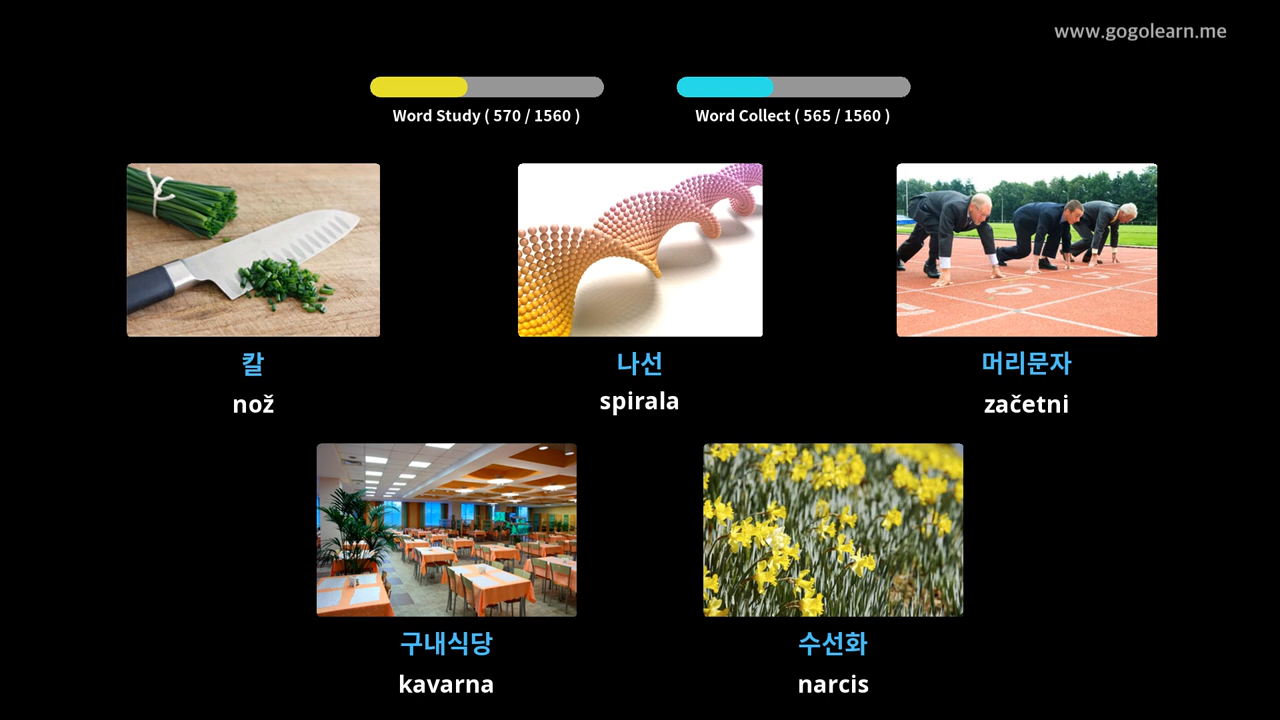 www.gogolearn.me
Word Study ( 570 / 1560 )
Word Collect ( 565 / 1560 )
칼
nož
나선
spirala
머리문자
začetni
구내식당
kavarna
수선화
narcis